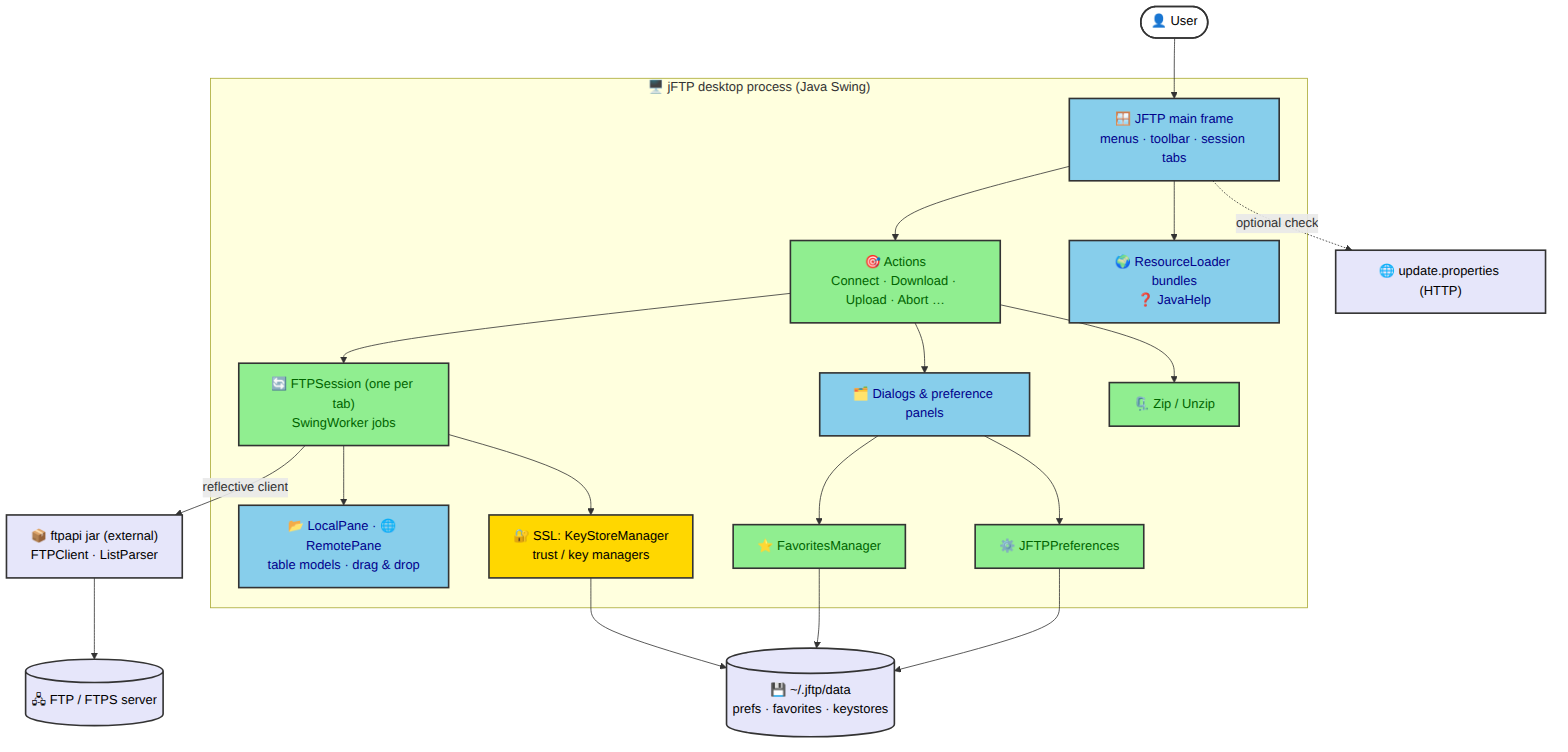 👤 User
🖥️ jFTP desktop process (Java Swing)
🪟 JFTP main frame
menus · toolbar · session
tabs
optional check
🎯 Actions
Connect · Download ·
Upload · Abort …
🌍 ResourceLoader
bundles
❓ JavaHelp
🌐 update.properties
(HTTP)
🔄 FTPSession (one per
tab)
SwingWorker jobs
🗂️ Dialogs & preference
panels
🗜️ Zip / Unzip
reflective client
📦 ftpapi jar (external)
FTPClient · ListParser
📂 LocalPane · 🌐
RemotePane
table models · drag & drop
🔐 SSL: KeyStoreManager
trust / key managers
⭐ FavoritesManager
⚙️ JFTPPreferences
🖧 FTP / FTPS server
💾 ~/.jftp/data
prefs · favorites · keystores